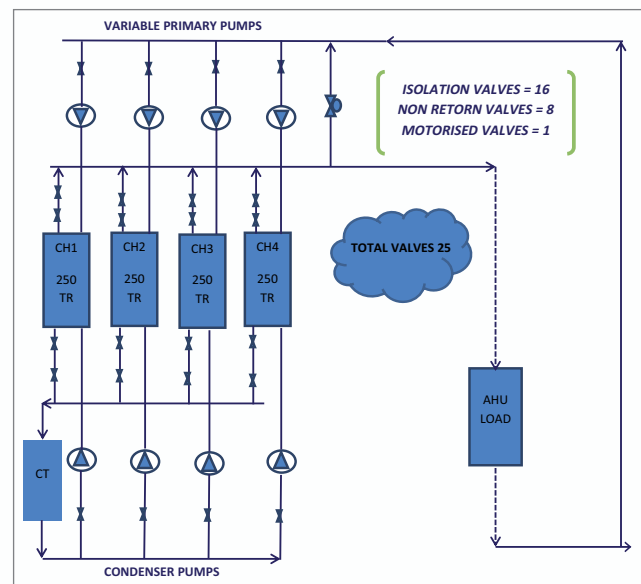 VARIABLE PRIMARY PUMPS
ISOLATION VALVES = 16
NON RETORN VALVES = 8
MOTORISED VALVES = 1
CH1
250
TR
CH2
250
TR
CH3
250
TR
CH4
250
TR
TOTAL VALVES 25
AHU
LOAD
CT
CONDENSER PUMPS